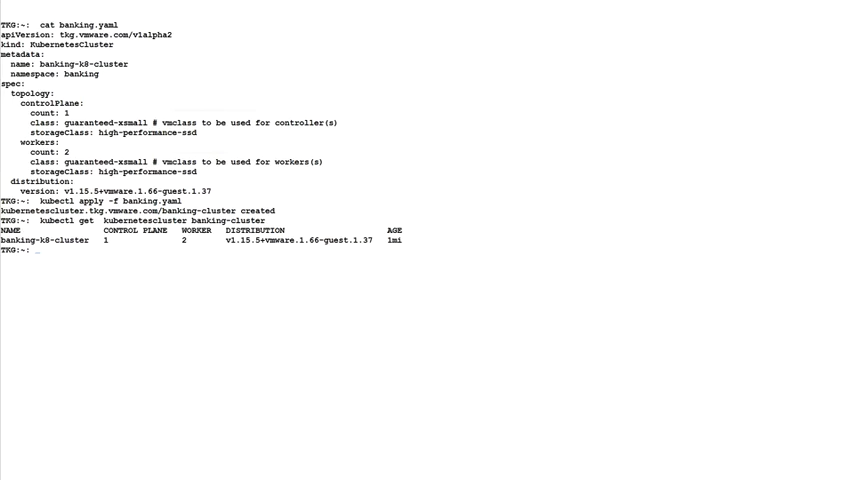 TKG:~:  cat banking.yaml
apiVersion: tkg.vmware.com/v1alpha2
kind: KubernetesCluster
metadata:
  name: banking-k8-cluster
  namespace: banking
spec:
  topology:
    controlPlane:
      count: 1
      class: guaranteed-xsmall # vmclass to be used for controller(s)
      storageClass: high-performance-ssd
    workers:
      count: 2
      class: guaranteed-xsmall # vmclass to be used for workers(s)
      storageClass: high-performance-ssd
  distribution:
    version: v1.15.5+vmware.1.66-guest.1.37
TKG:~:  kubectl apply -f banking.yaml
kubernetescluster.tkg.vmware.com/banking-cluster created
TKG:~:  kubectl get  kubernetescluster banking-cluster
NAME                 CONTROL PLANE   WORKER   DISTRIBUTION                     AGE
banking-k8-cluster   1               2        v1.15.5+vmware.1.66-guest.1.37   1mi
TKG:~: _